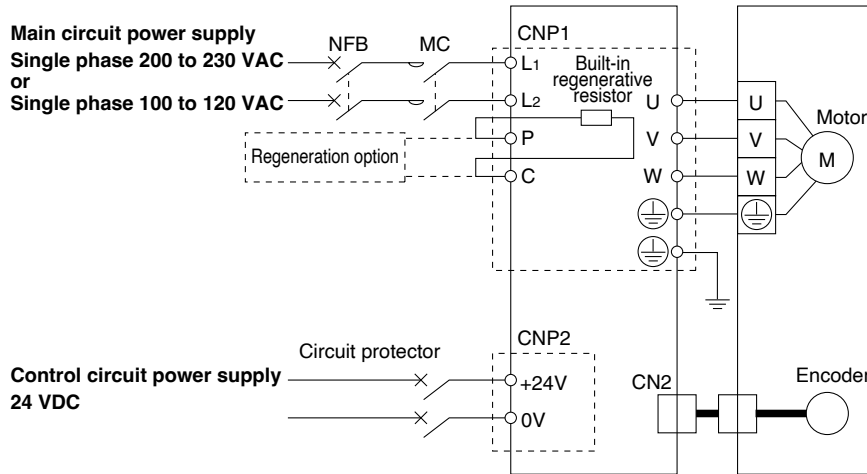 Main circuit power supply
Single phase 200 to 230 VAC
or
Single phase 100 to 120 VAC
NFB
MC
CNP1
L1
L2
P
C
Built-in
regenerative
resistor
Regeneration option
U
V
W
U
V
W
Motor
M
CNP2
Circuit protector
Control circuit power supply
24 VDC
+24V
0V
CN2
Encoder